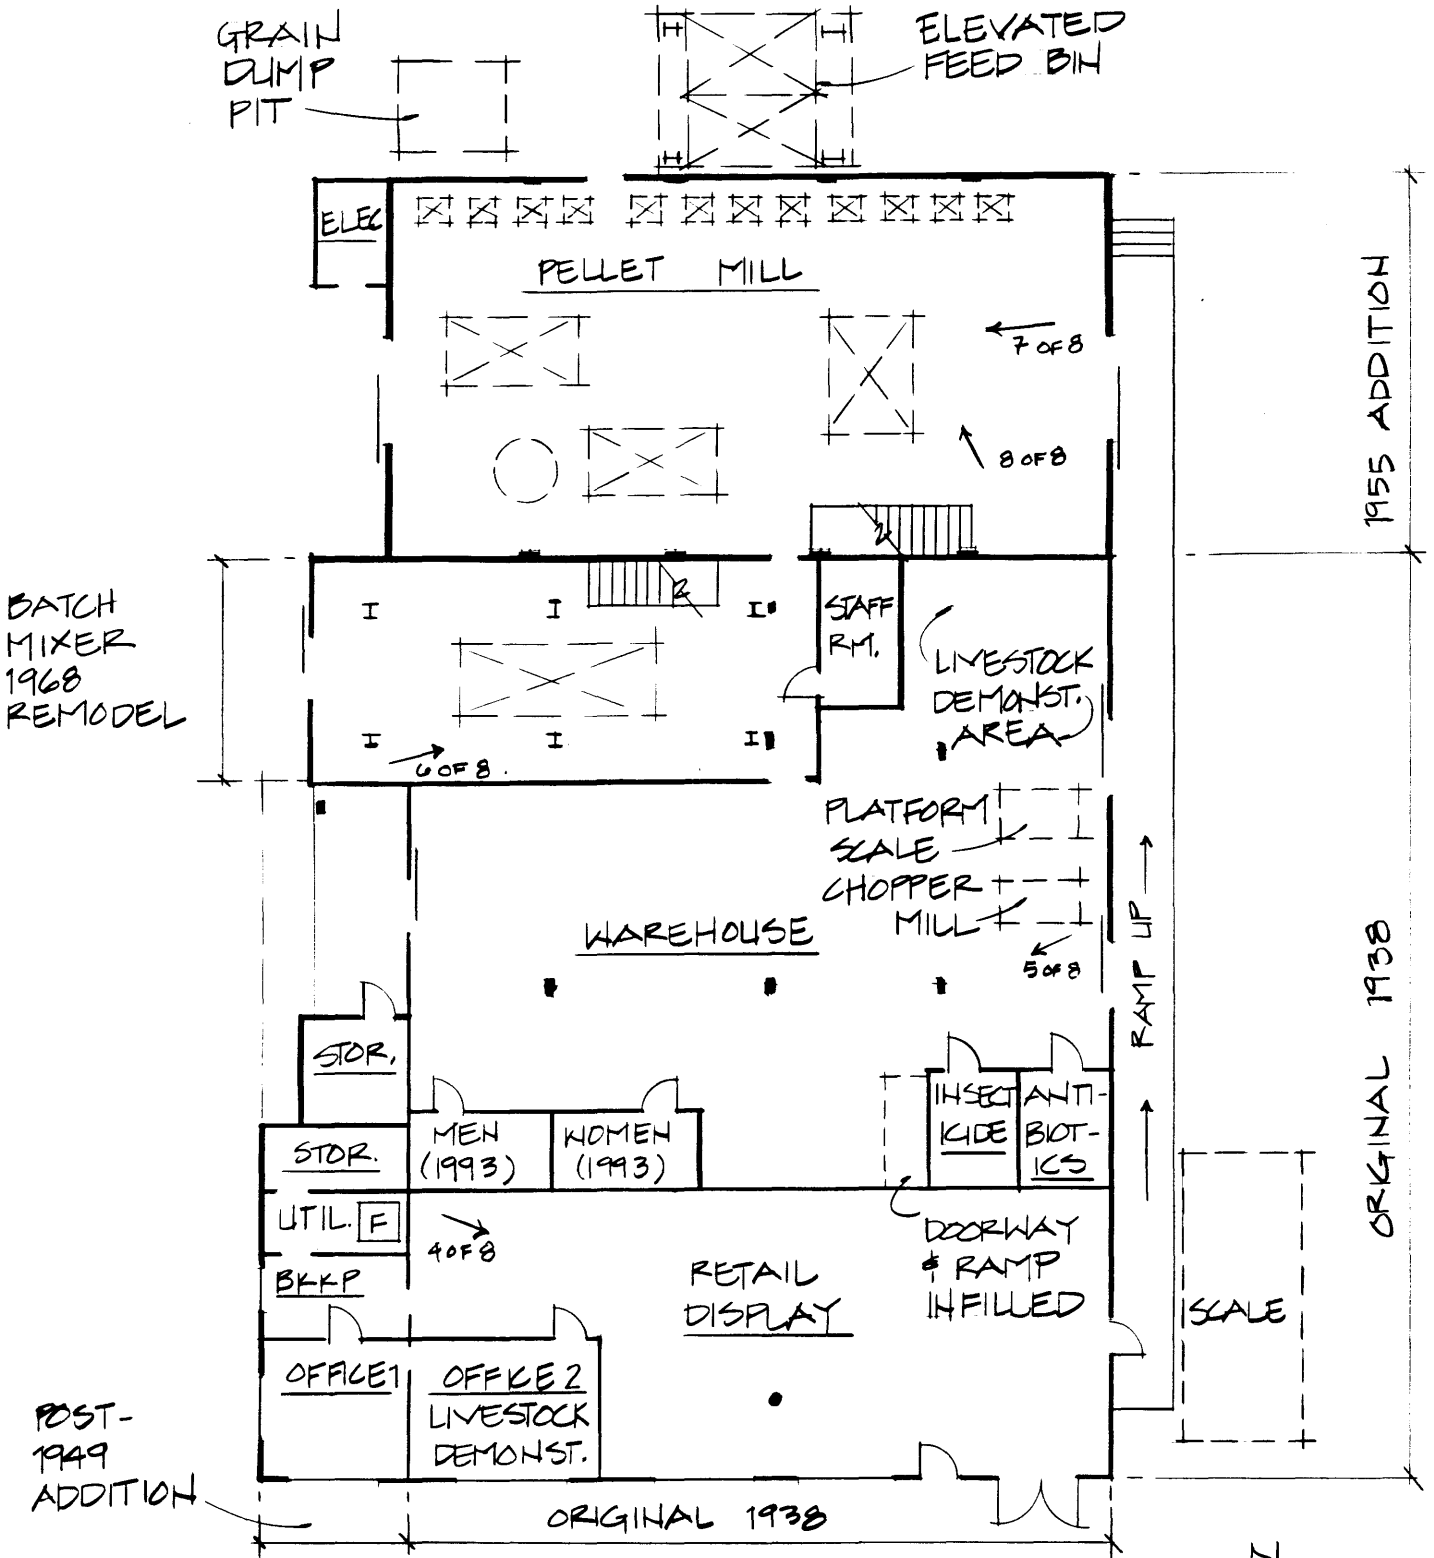 GRAIN
DUMP
PIT
ELEVATED
FEED BIN
ELEC
PELLET MILL
7 OF 8
8 OF 8
1955 ADDITION
BATCH
MIXER
1968
REMODEL
STAFF
RM.
LIVESTOCK
DEMONST.
AREA
6 OF 8
PLATFORM
SCALE
CHOPPER
MILL
WAREHOUSE
5 OF 8
RAMP UP
ORIGINAL 1938
STOR.
STOR.
MEN
(1993)
WOMEN
(1993)
INSECT
ICIDE
ANTI-
BIOT-
ICS
UTIL.
F
4 OF 8
BKKP
RETAIL
DISPLAY
DOORWAY
& RAMP
INFILLED
SCALE
OFFICE 1
OFFICE 2
LIVESTOCK
DEMONST.
POST-
1949
ADDITION
ORIGINAL 1938